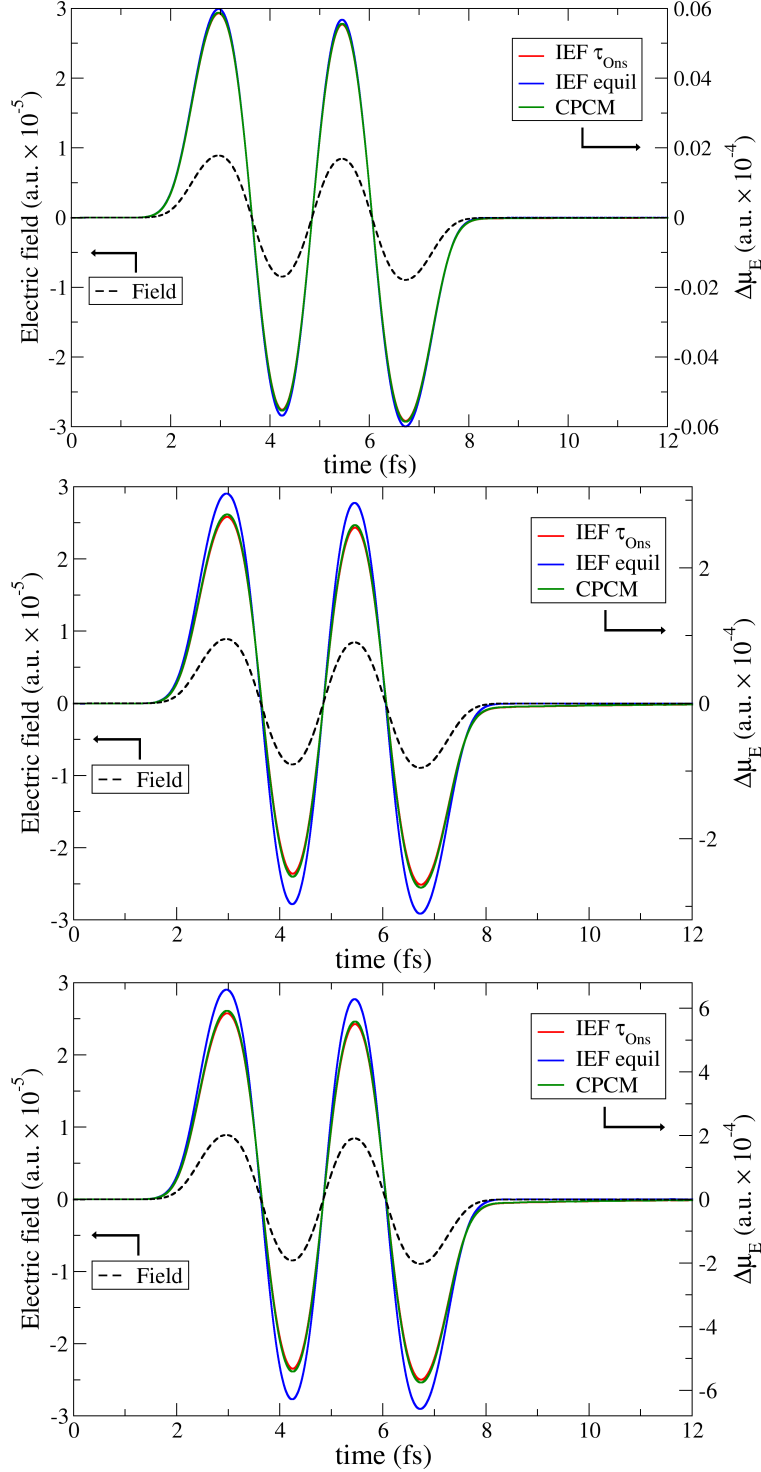 3
2
1
0
-1
-2
-3
Electric field (a.u. × 10⁻⁵)
IEF τ_Ons
IEF equil
CPCM
Field
0.06
0.04
0.02
0
-0.02
-0.04
-0.06
Δμ_E (a.u. × 10⁻⁴)
0 2 4 6 8 10 12
time (fs)
3
2
1
0
-1
-2
-3
Electric field (a.u. × 10⁻⁵)
IEF τ_Ons
IEF equil
CPCM
Field
2
0
-2
Δμ_E (a.u. × 10⁻⁴)
0 2 4 6 8 10 12
time (fs)
3
2
1
0
-1
-2
-3
Electric field (a.u. × 10⁻⁵)
IEF τ_Ons
IEF equil
CPCM
Field
6
4
2
0
-2
-4
-6
Δμ_E (a.u. × 10⁻⁴)
0 2 4 6 8 10 12
time (fs)